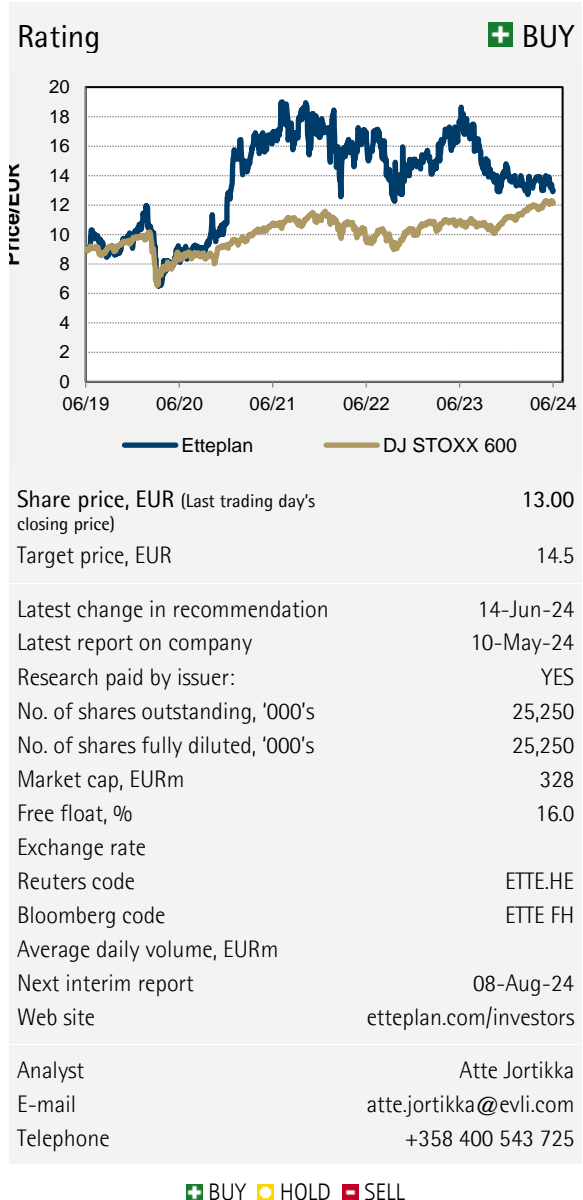 Rating BUY
20
18
16
14
12
10
8
6
4
2
0
Price/EUR
06/19 06/20 06/21 06/22 06/23 06/24
Etteplan DJ STOXX 600
Share price, EUR (Last trading day's 13.00
closing price)
Target price, EUR 14.5
Latest change in recommendation 14-Jun-24
Latest report on company 10-May-24
Research paid by issuer: YES
No. of shares outstanding, ‘000's 25,250
No. of shares fully diluted, ‘000's 25,250
Market cap, EURm 328
Free float, % 16.0
Exchange rate
Reuters code ETTE.HE
Bloomberg code ETTE FH
Average daily volume, EURm
Next interim report 08-Aug-24
Web site etteplan.com/investors
Analyst Atte Jortikka
E-mail atte.jortikka@evli.com
Telephone +358 400 543 725
BUY HOLD SELL